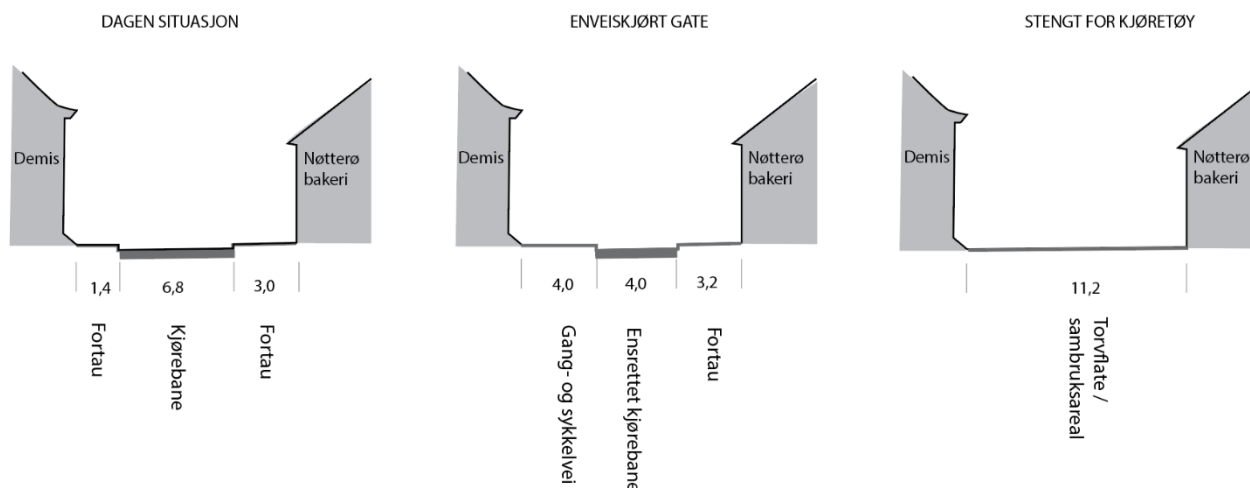 DAGEN SITUASJON
Demis
Nøtterø
bakeri
1,4
6,8
3,0
Fortau
Kjørebane
Fortau
ENVEISKJØRT GATE
Demis
Nøtterø
bakeri
4,0
4,0
3,2
Gang- og sykkelvei
Ensrettet kjørebane
Fortau
STENGT FOR KJØRETØY
Demis
Nøtterø
bakeri
11,2
Torvflate /
sambruksareal